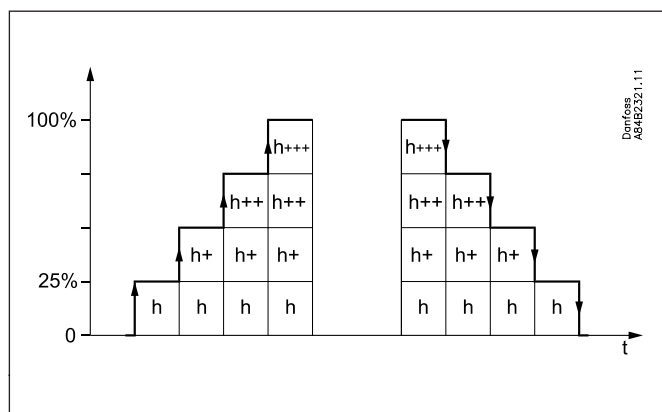 Danfoss
A84B2321.11
100%
h+++ h+++
h++ h++ h++ h++
h+ h+ h+ h+ h+ h+
25%
h h h h h h h h
0
t